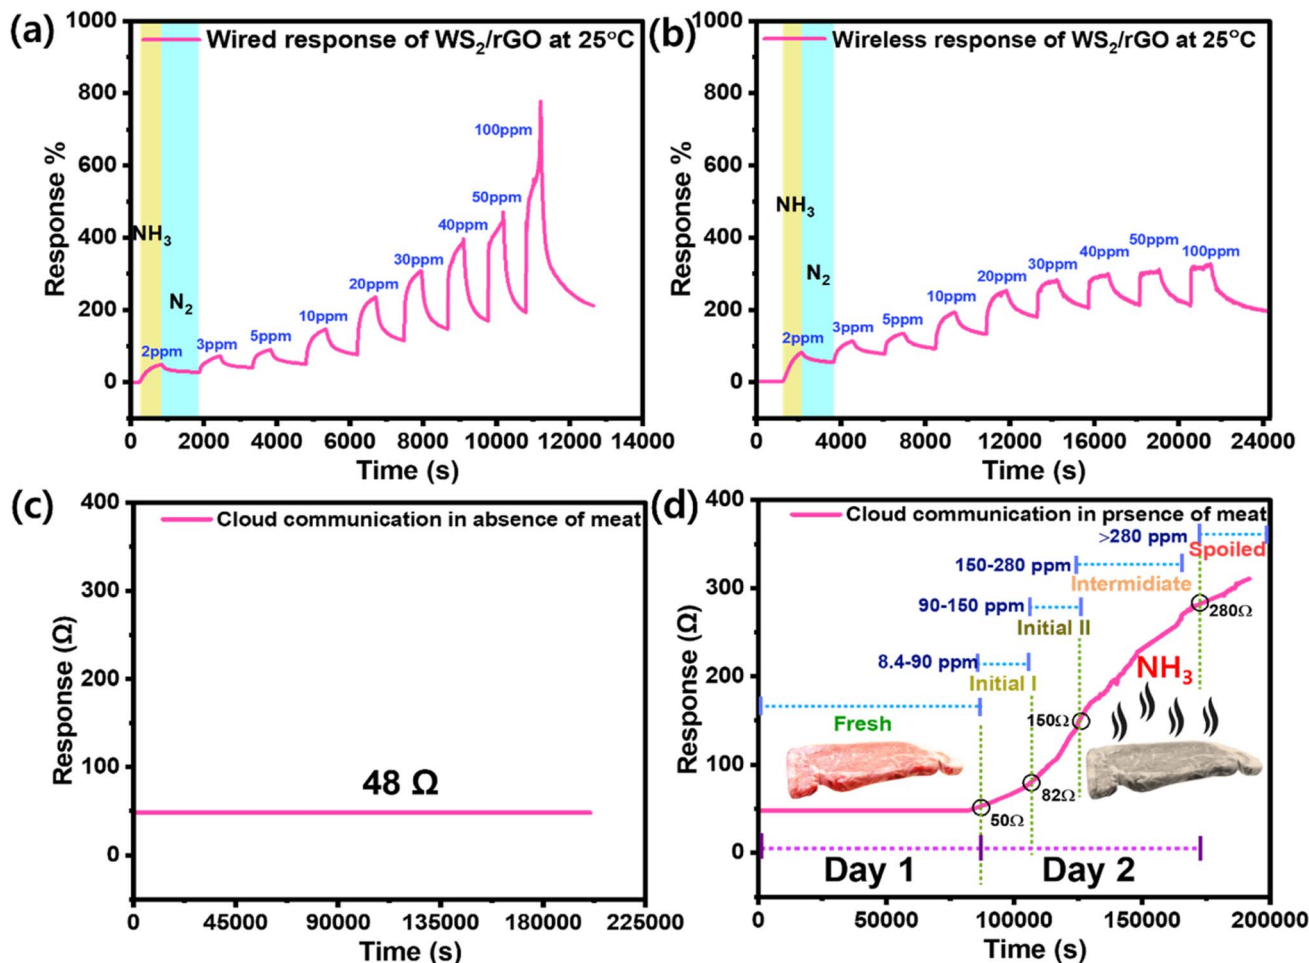 (a)
Wired response of WS2/rGO at 25°C
Response %
1000
800
600
400
200
0
NH3
N2
2ppm
3ppm
5ppm
10ppm
20ppm
30ppm
40ppm
50ppm
100ppm
0 2000 4000 6000 8000 10000 12000 14000
Time (s)
(b)
Wireless response of WS2/rGO at 25°C
Response %
1000
800
600
400
200
0
NH3
N2
2ppm
3ppm
5ppm
10ppm
20ppm
30ppm
40ppm
50ppm
100ppm
0 4000 8000 12000 16000 20000 24000
Time (s)
(c)
Cloud communication in absence of meat
Response (Ω)
400
300
200
100
0
48 Ω
0 45000 90000 135000 180000 225000
Time (s)
(d)
Cloud communication in prsence of meat
Response (Ω)
400
300
200
100
0
>280 ppm
Spoiled
150-280 ppm
Intermidiate
90-150 ppm
Initial II
8.4-90 ppm
Initial I
Fresh
NH3
280Ω
150Ω
82Ω
50Ω
Day 1
Day 2
0 50000 100000 150000 200000
Time (s)